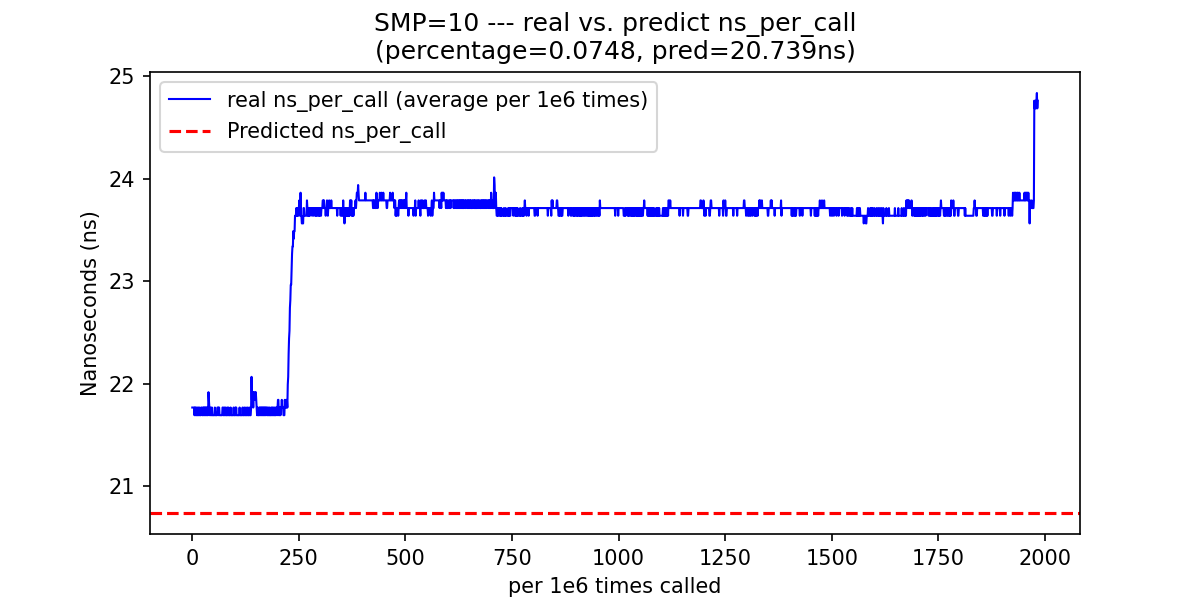 SMP=10 --- real vs. predict ns_per_call
(percentage=0.0748, pred=20.739ns)
real ns_per_call (average per 1e6 times)
Predicted ns_per_call
Nanoseconds (ns)
25
24
23
22
21
0
250
500
750
1000
1250
1500
1750
2000
per 1e6 times called